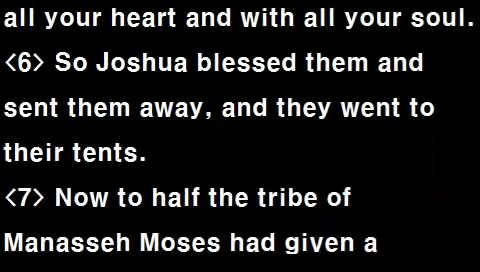 all your heart and with all your soul.
<6> So Joshua blessed them and
sent them away, and they went to
their tents.
<7> Now to half the tribe of
Manasseh Moses had given a